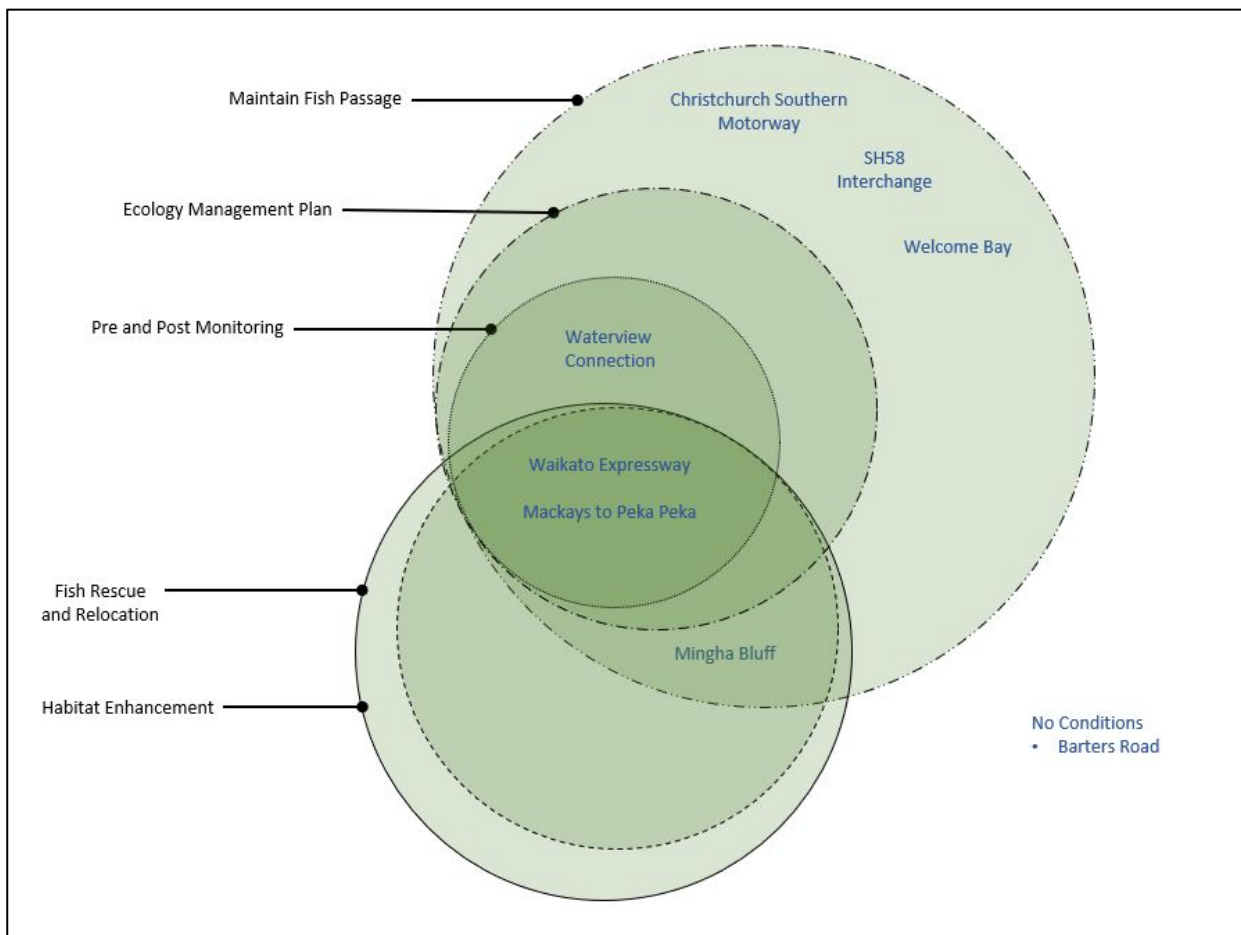 Maintain Fish Passage
Christchurch Southern
Motorway
SH58
Interchange
Ecology Management Plan
Welcome Bay
Pre and Post Monitoring
Waterview
Connection
Waikato Expressway
Mackays to Peka Peka
Fish Rescue
and Relocation
Mingha Bluff
Habitat Enhancement
No Conditions
• Barters Road